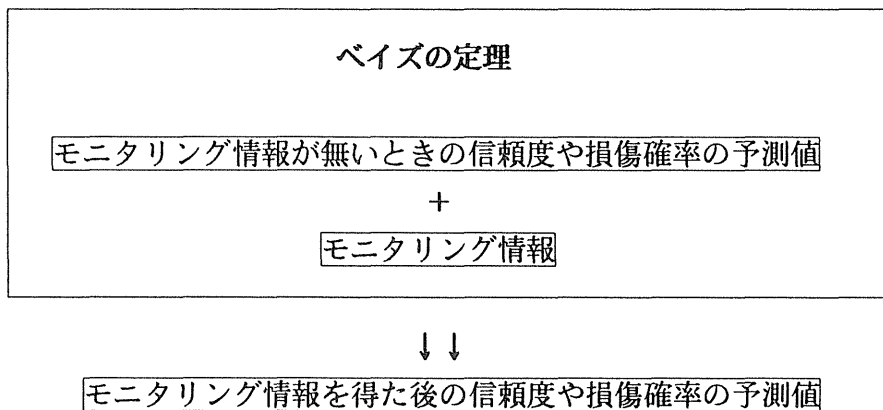 ベイズの定理
モニタリング情報が無いときの信頼度や損傷確率の予測値
+
モニタリング情報
↓↓
モニタリング情報を得た後の信頼度や損傷確率の予測値